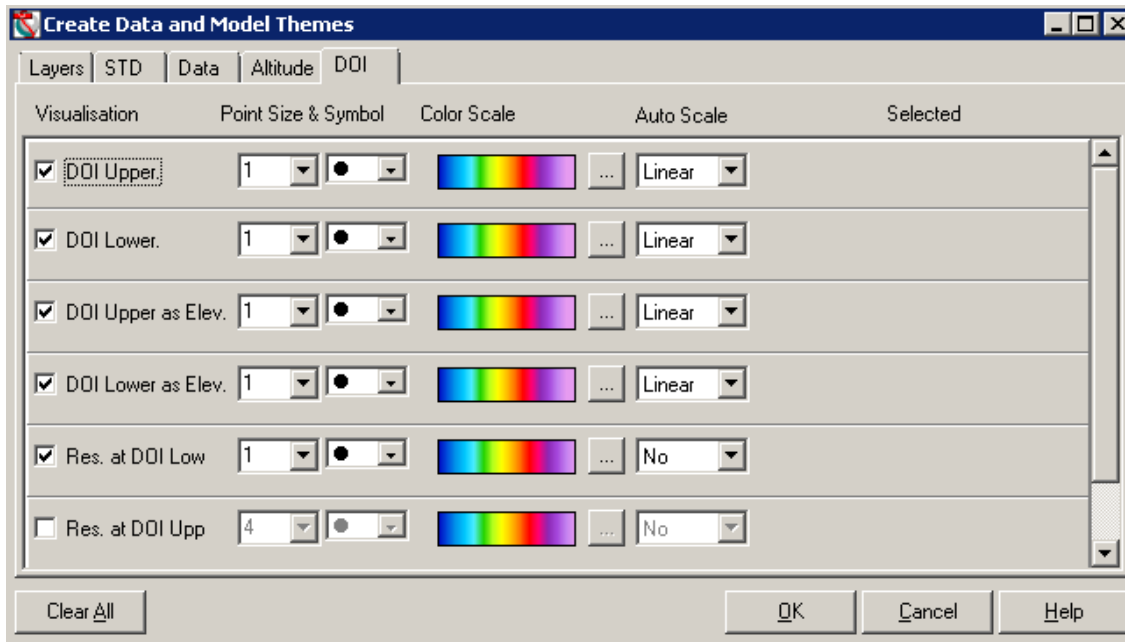 Create Data and Model Themes
Layers STD Data Altitude DOI
Visualisation Point Size & Symbol Color Scale Auto Scale Selected
DOI Upper. 1 ... Linear
DOI Lower. 1 ... Linear
DOI Upper as Elev. 1 ... Linear
DOI Lower as Elev. 1 ... Linear
Res. at DOI Low 1 ... No
Res. at DOI Upp 4 ... No
Clear All OK Cancel Help